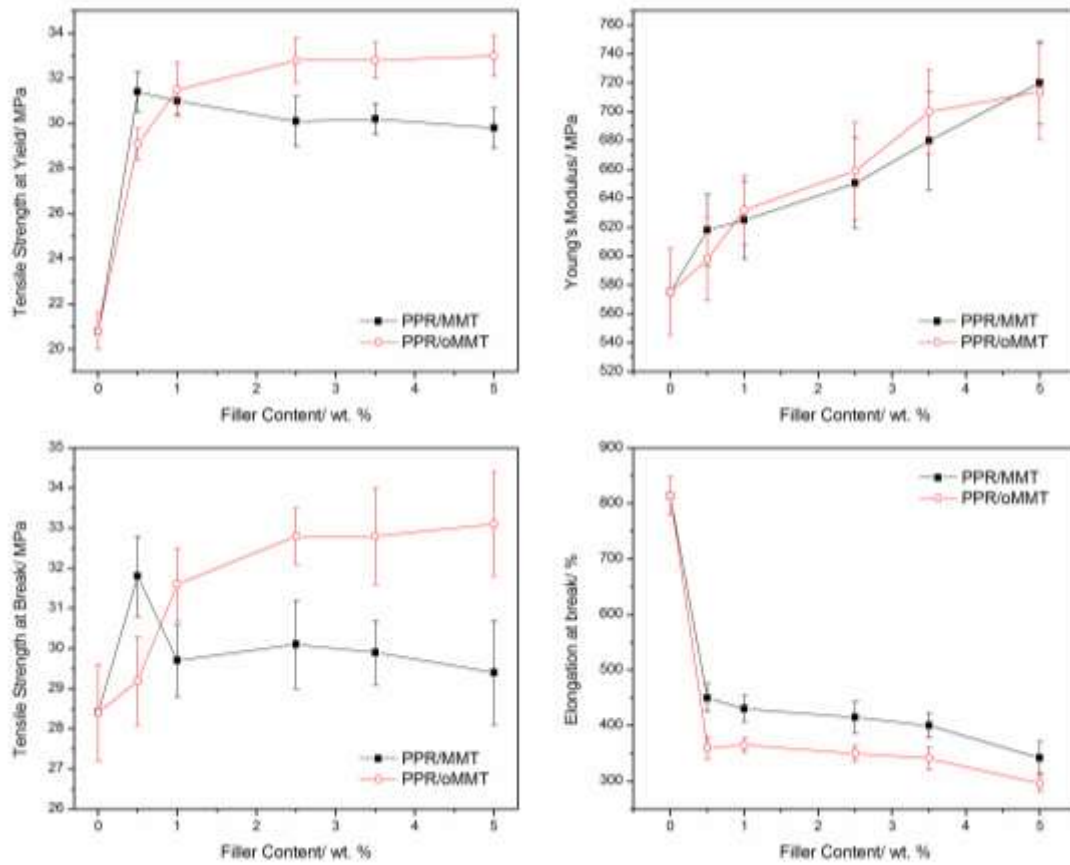 Tensile Strength at Yield/ MPa
34
32
30
28
26
24
22
20
0 1 2 3 4 5
Filler Content/ wt. %
PPR/MMT
PPR/oMMT
Young's Modulus/ MPa
760
740
720
700
680
660
640
620
600
580
560
540
520
0 1 2 3 4 5
Filler Content/ wt. %
PPR/MMT
PPR/oMMT
Tensile Strength at Break/ MPa
35
34
33
32
31
30
29
28
27
26
0 1 2 3 4 5
Filler Content/ wt. %
PPR/MMT
PPR/oMMT
Elongation at break/ %
900
800
700
600
500
400
300
0 1 2 3 4 5
Filler Content/ wt. %
PPR/MMT
PPR/oMMT